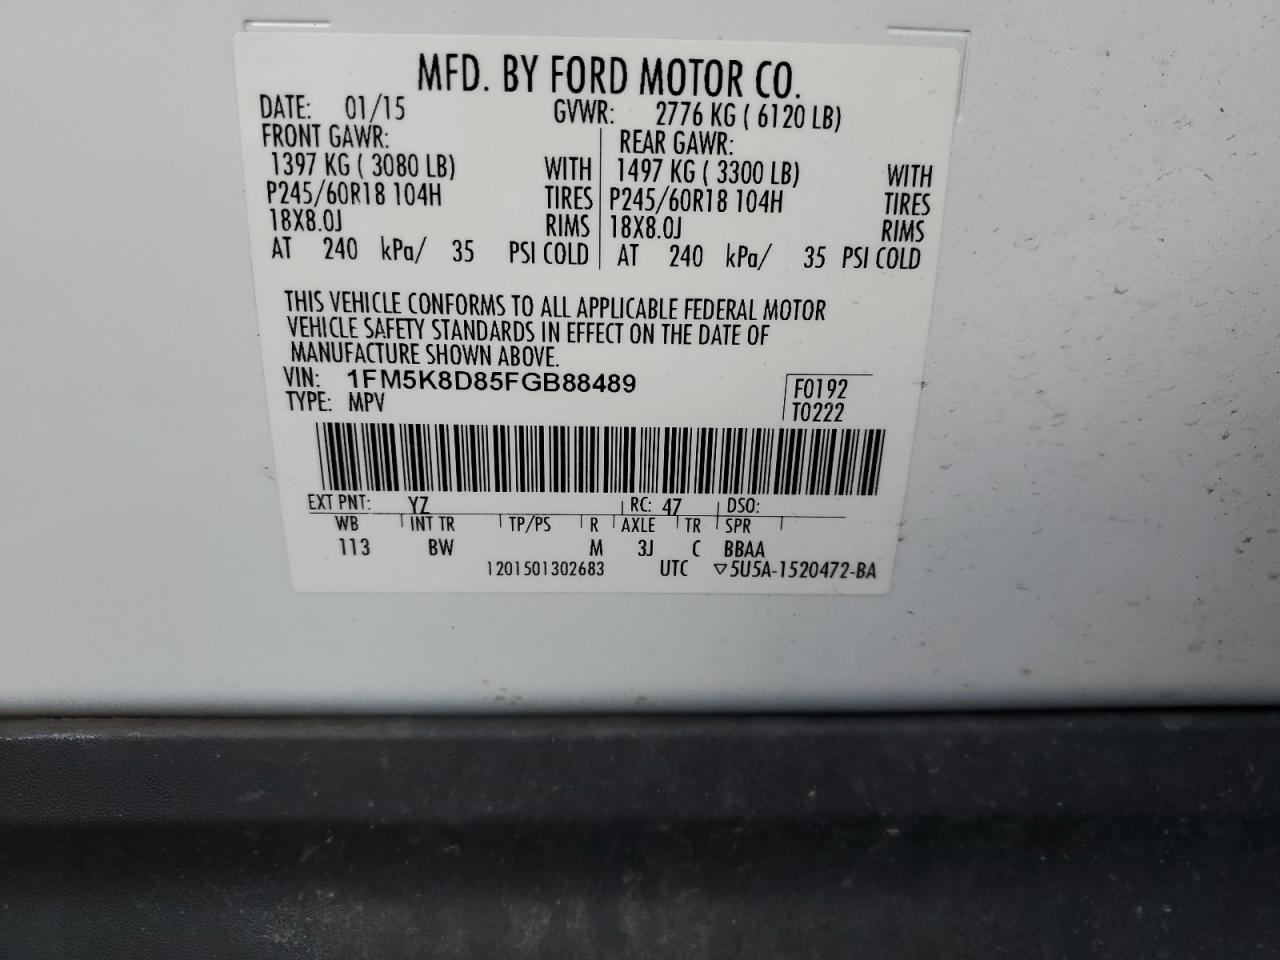 MFD. BY FORD MOTOR CO.
DATE: 01/15 GVWR: 2776 KG ( 6120 LB)
FRONT GAWR: REAR GAWR:
1397 KG ( 3080 LB) WITH 1497 KG ( 3300 LB) WITH
P245/60R18 104H TIRES P245/60R18 104H TIRES
18X8.0J RIMS 18X8.0J RIMS
AT 240 kPa/ 35 PSI COLD AT 240 kPa/ 35 PSI COLD
THIS VEHICLE CONFORMS TO ALL APPLICABLE FEDERAL MOTOR
VEHICLE SAFETY STANDARDS IN EFFECT ON THE DATE OF
MANUFACTURE SHOWN ABOVE.
VIN: 1FM5K8D85FGB88489 F0192
TYPE: MPV T0222
EXT PNT: YZ RC: 47 DSO:
WB INT TR TP/PS R AXLE TR SPR
113 BW M 3J C BBAA
1201501302683 UTC ▽5U5A-1520472-BA